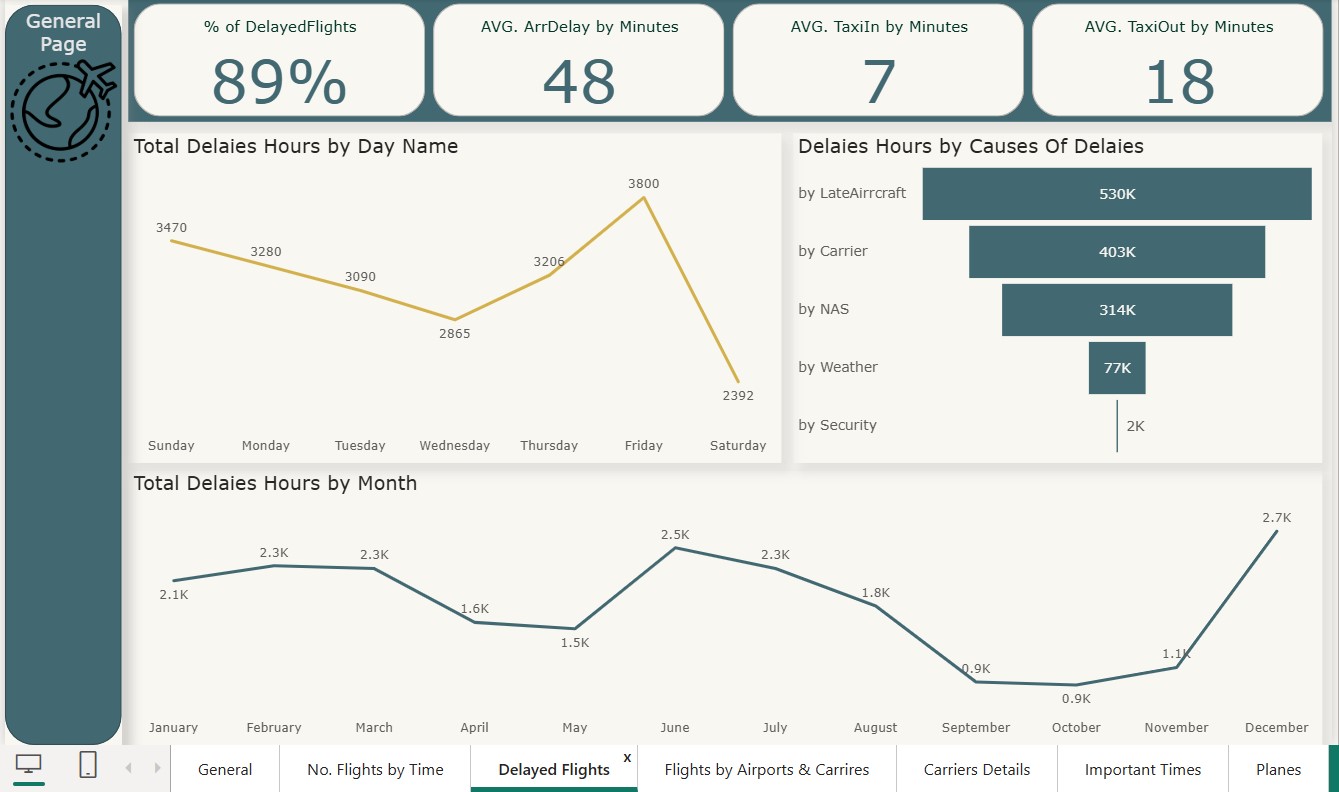 General
Page
% of DelayedFlights
89%
AVG. ArrDelay by Minutes
48
AVG. TaxiIn by Minutes
7
AVG. TaxiOut by Minutes
18
Total Delaies Hours by Day Name
3470
3280
3090
2865
3206
3800
2392
Sunday
Monday
Tuesday
Wednesday
Thursday
Friday
Saturday
Delaies Hours by Causes Of Delaies
by LateAirrcraft
530K
by Carrier
403K
by NAS
314K
by Weather
77K
by Security
2K
Total Delaies Hours by Month
2.1K
2.3K
2.3K
1.6K
1.5K
2.5K
2.3K
1.8K
0.9K
0.9K
1.1K
2.7K
January
February
March
April
May
June
July
August
September
October
November
December
General
No. Flights by Time
Delayed Flights
x
Flights by Airports & Carrires
Carriers Details
Important Times
Planes